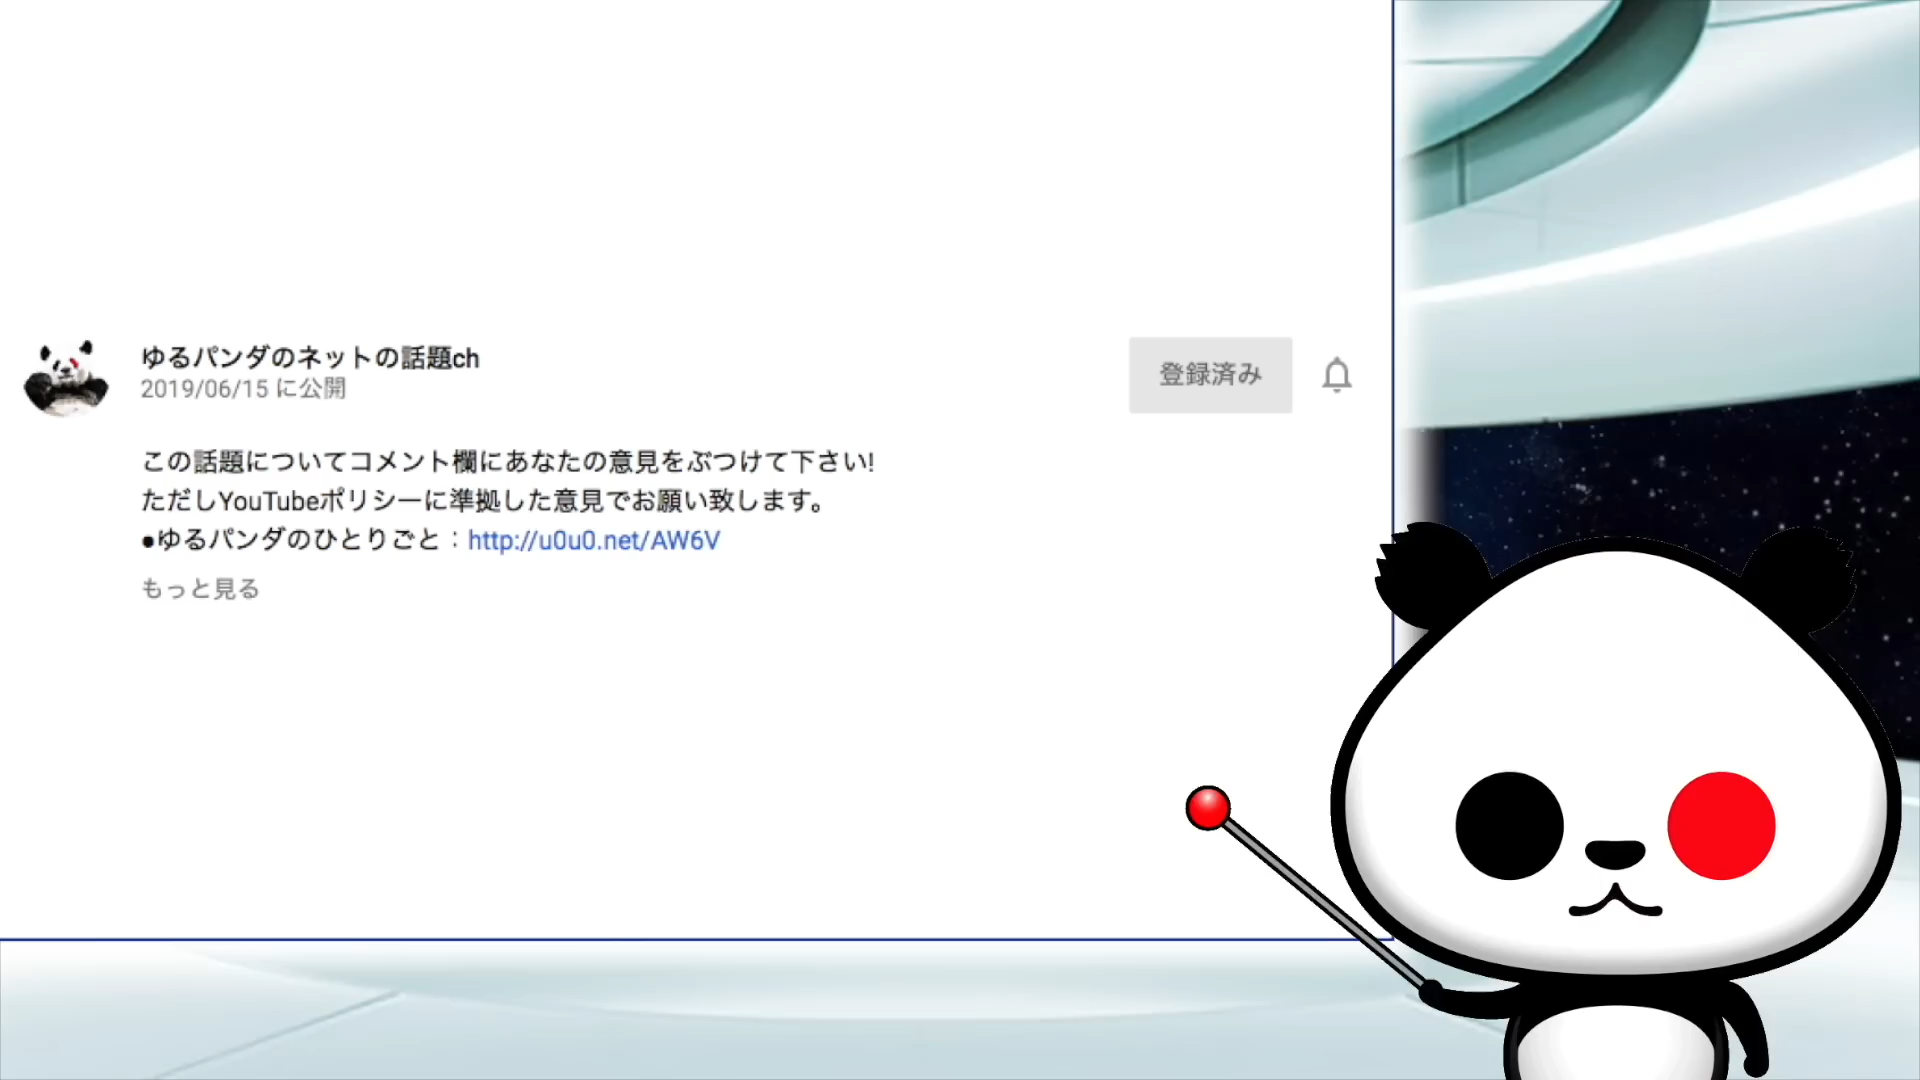 ゆるパンダのネットの話題ch
2019/06/15 に公開
登録済み
この話題についてコメント欄にあなたの意見をぶつけて下さい!
ただしYouTubeポリシーに準拠した意見でお願い致します。
●ゆるパンダのひとりごと：http://u0u0.net/AW6V
もっと見る